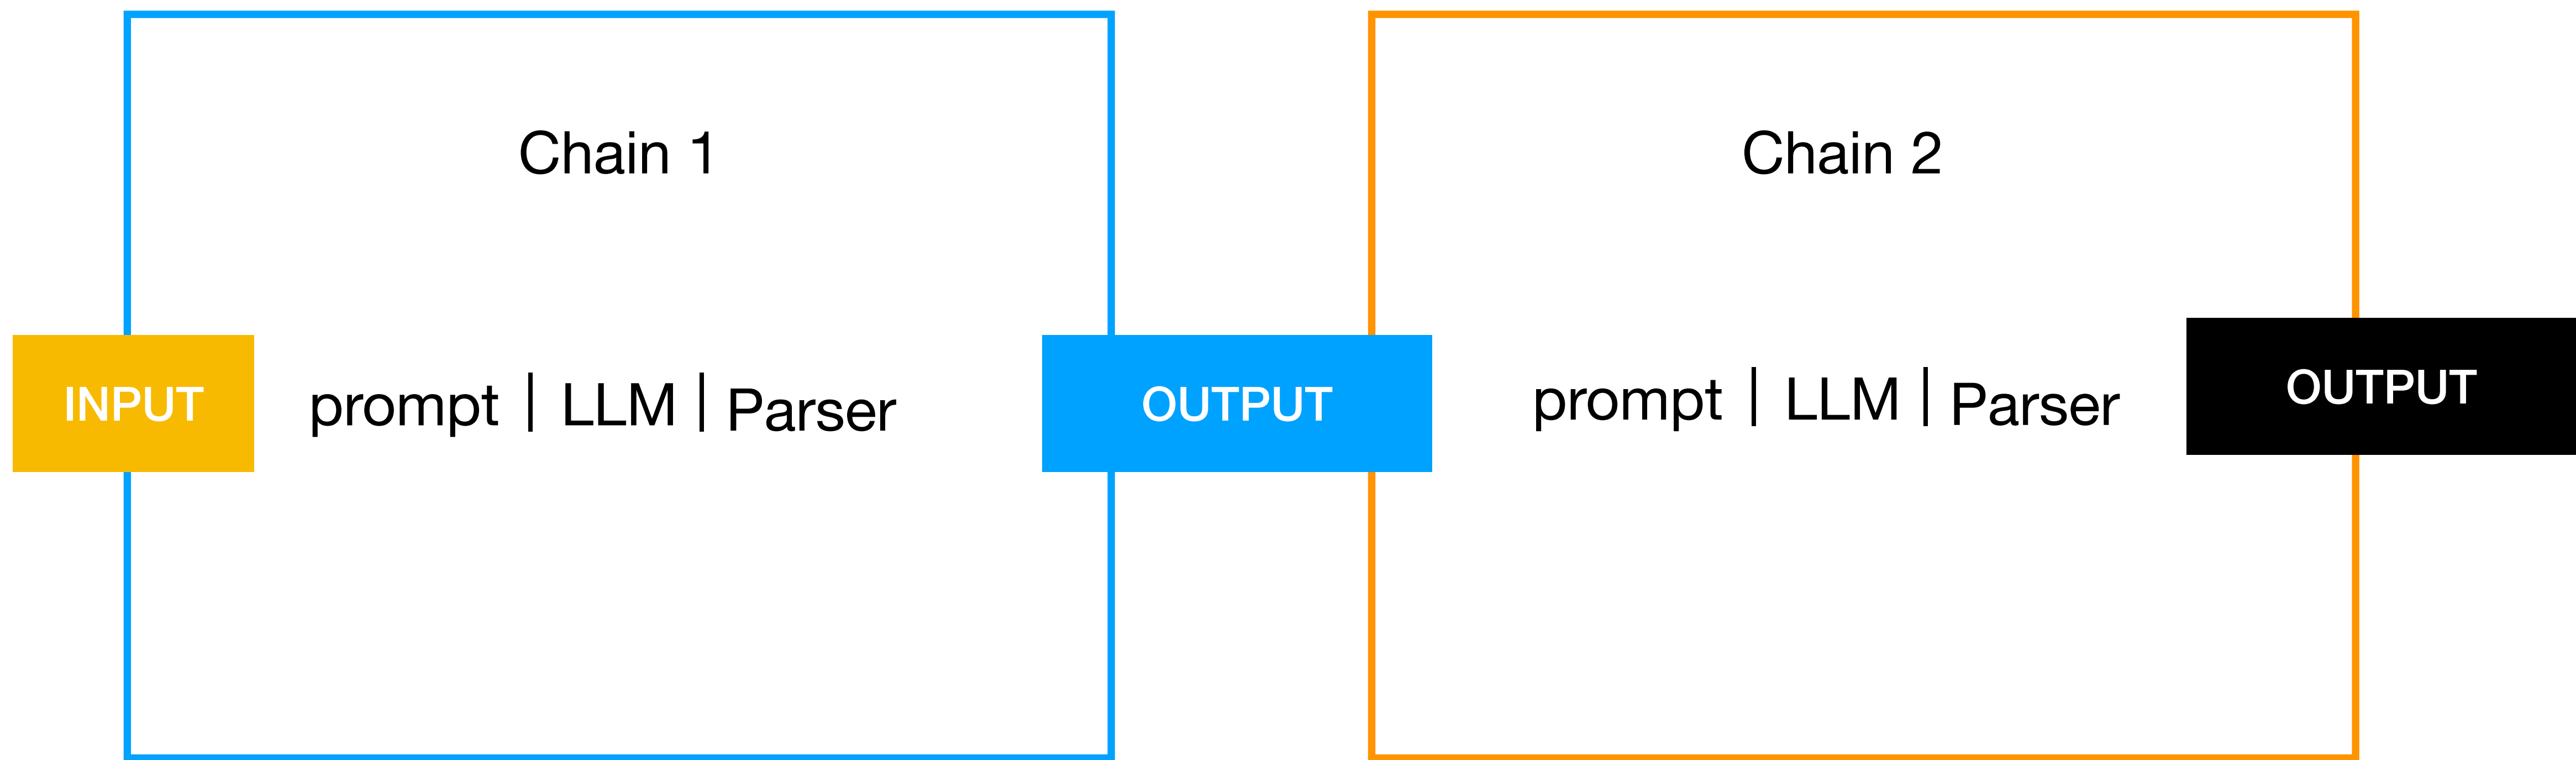 Chain 1
Chain 2
INPUT
prompt | LLM | Parser
OUTPUT
prompt | LLM | Parser
OUTPUT